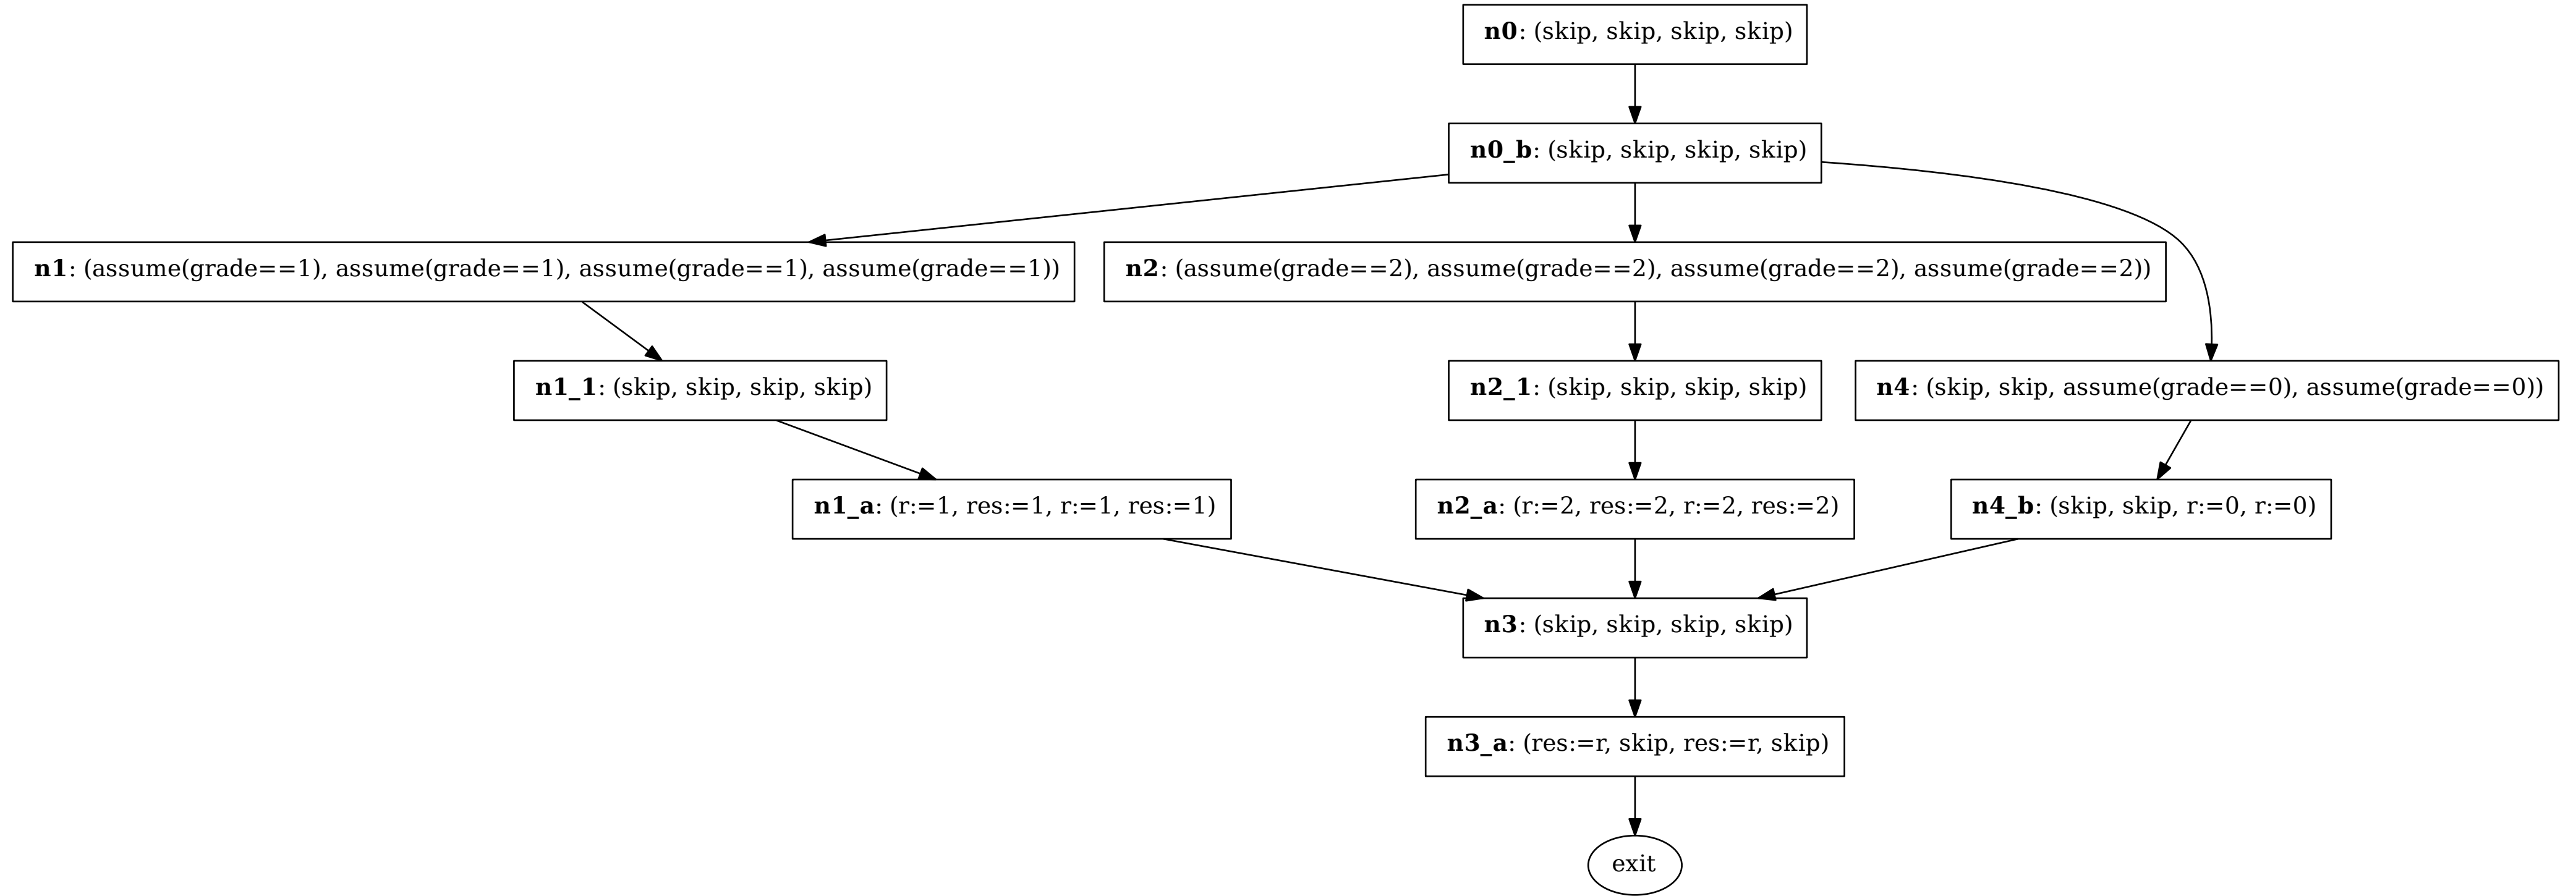 n0: (skip, skip, skip, skip)
n0_b: (skip, skip, skip, skip)
n1: (assume(grade==1), assume(grade==1), assume(grade==1), assume(grade==1))
n2: (assume(grade==2), assume(grade==2), assume(grade==2), assume(grade==2))
n1_1: (skip, skip, skip, skip)
n2_1: (skip, skip, skip, skip)
n4: (skip, skip, assume(grade==0), assume(grade==0))
n1_a: (r:=1, res:=1, r:=1, res:=1)
n2_a: (r:=2, res:=2, r:=2, res:=2)
n4_b: (skip, skip, r:=0, r:=0)
n3: (skip, skip, skip, skip)
n3_a: (res:=r, skip, res:=r, skip)
exit